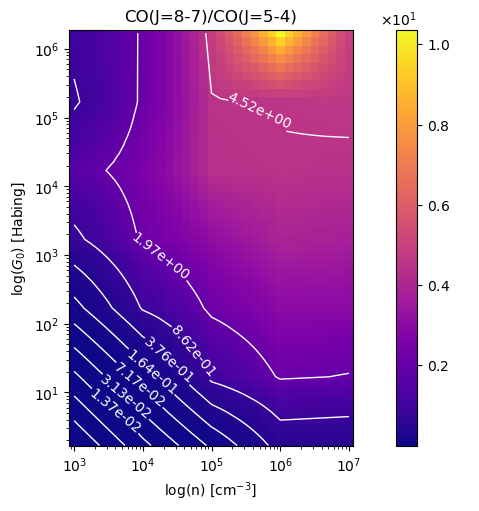 CO(J=8-7)/CO(J=5-4)
×10¹
10⁶
10⁵
10⁴
10³
10²
10¹
log(G₀) [Habing]
4.52e+00
1.97e+00
8.62e-01
3.76e-01
1.64e-01
7.17e-02
3.13e-02
1.37e-02
10³
10⁴
10⁵
10⁶
10⁷
log(n) [cm⁻³]
1.0
0.8
0.6
0.4
0.2